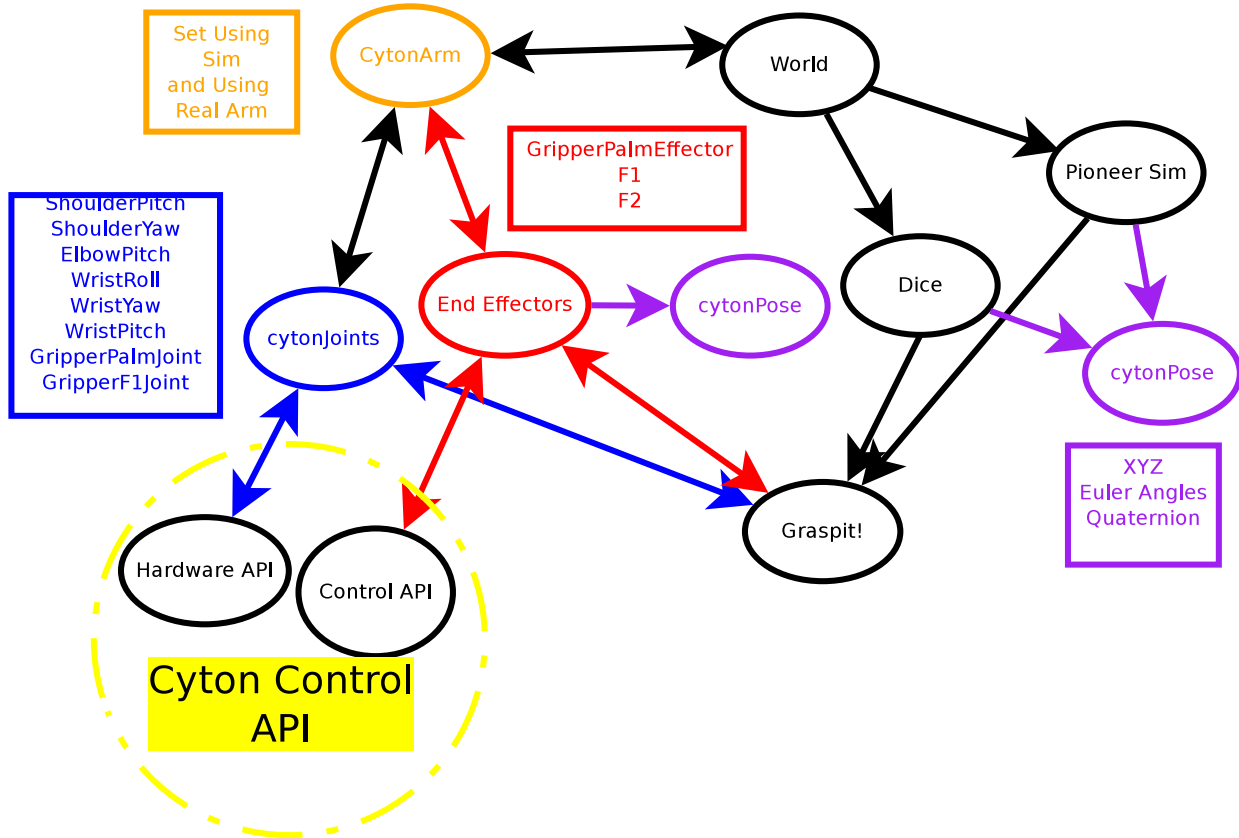 Set Using
Sim
and Using
Real Arm
CytonArm
World
GripperPalmEffector
F1
F2
Pioneer Sim
ShoulderPitch
ShoulderYaw
ElbowPitch
WristRoll
WristYaw
WristPitch
GripperPalmJoint
GripperF1Joint
cytonJoints
End Effectors
cytonPose
Dice
cytonPose
XYZ
Euler Angles
Quaternion
Graspit!
Hardware API
Control API
Cyton Control
API